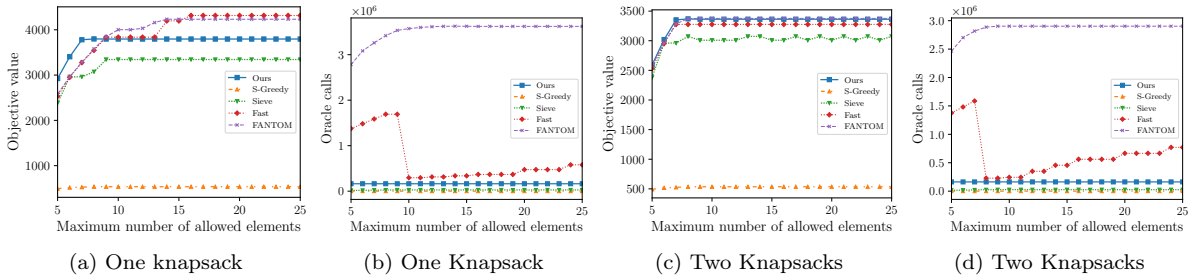 4000
3000
2000
1000
Objective value
5
10
15
20
25
Maximum number of allowed elements
Ours
S-Greedy
Sieve
Fast
FANTOM
(a) One knapsack
×10⁶
3
2
1
0
Oracle calls
5
10
15
20
25
Maximum number of allowed elements
Ours
S-Greedy
Sieve
Fast
FANTOM
(b) One Knapsack
3500
3000
2500
2000
1500
1000
500
Objective value
5
10
15
20
25
Maximum number of allowed elements
Ours
S-Greedy
Sieve
Fast
FANTOM
(c) Two Knapsacks
×10⁶
3.0
2.5
2.0
1.5
1.0
0.5
0.0
Oracle calls
5
10
15
20
25
Maximum number of allowed elements
Ours
S-Greedy
Sieve
Fast
FANTOM
(d) Two Knapsacks